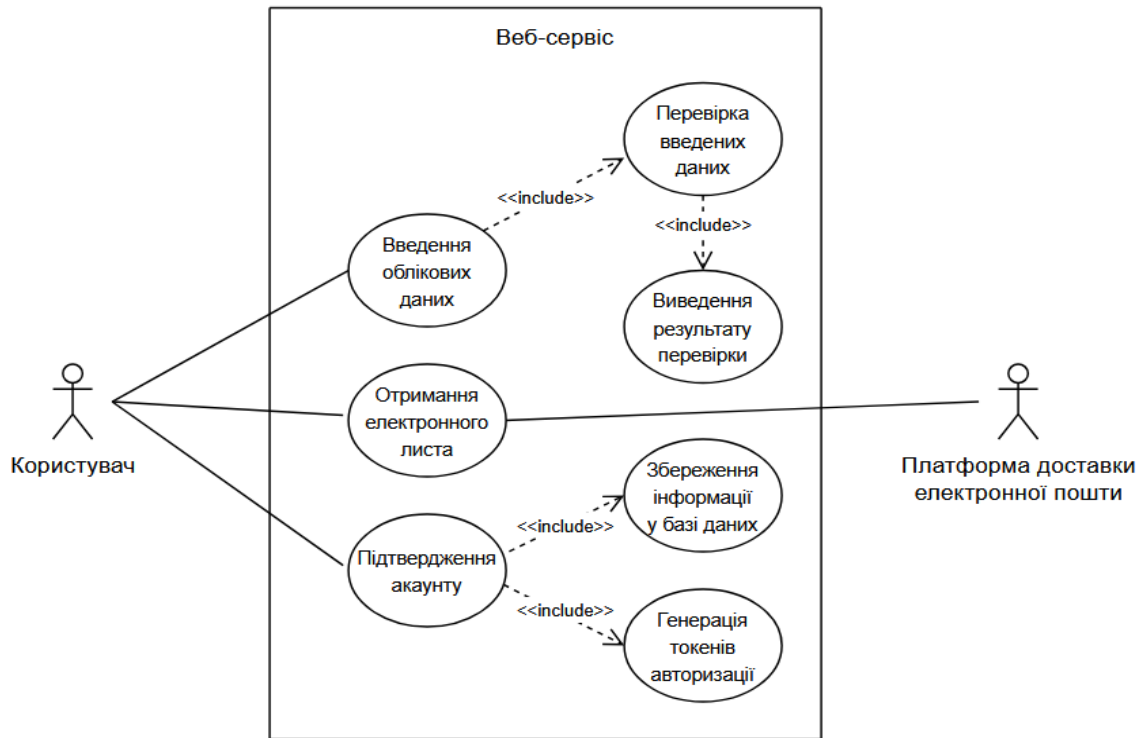 Веб-сервіс
Перевірка
введених
даних
<<include>>
<<include>>
Введення
облікових
даних
Виведення
результату
перевірки
Отримання
електронного
листа
Користувач
Платформа доставки
електронної пошти
Збереження
інформації
у базі даних
<<include>>
Підтвердження
акаунту
<<include>>
Генерація
токенів
авторизації